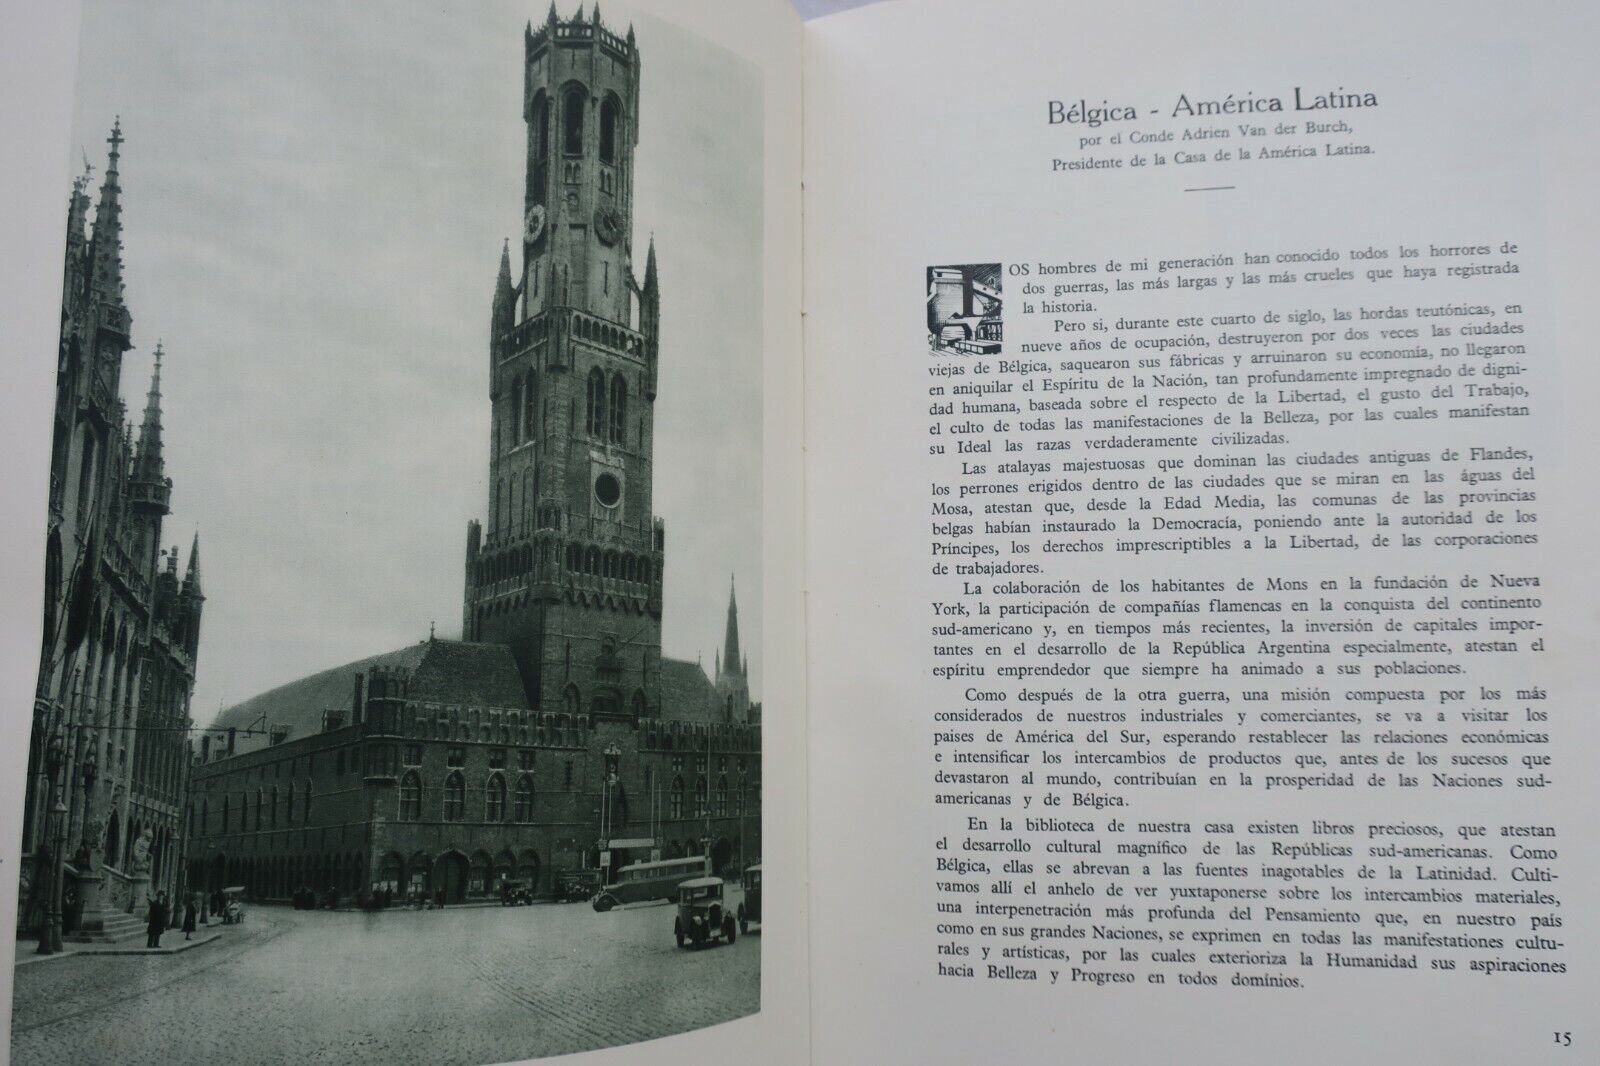 Bélgica - América Latina
por el Conde Adrien Van der Burch,
Presidente de la Casa de la América Latina.
LOS hombres de mi generación han conocido todos los horrores de
dos guerras, las más largas y las más crueles que haya registrada
la historia.
Pero si, durante este cuarto de siglo, las hordas teutónicas, en
nueve años de ocupación, destruyeron por dos veces las ciudades
viejas de Bélgica, saquearon sus fábricas y arruinaron su economía, no llegaron
en aniquilar el Espíritu de la Nación, tan profundamente impregnado de digni-
dad humana, baseada sobre el respecto de la Libertad, el gusto del Trabajo,
el culto de todas las manifestaciones de la Belleza, por las cuales manifestan
su Ideal las razas verdaderamente civilizadas.
Las atalayas majestuosas que dominan las ciudades antiguas de Flandes,
los perrones erigidos dentro de las ciudades que se miran en las águas del
Mosa, atestan que, desde la Edad Media, las comunas de las provincias
belgas habían instaurado la Democracía, poniendo ante la autoridad de los
Príncipes, los derechos imprescriptibles a la Libertad, de las corporaciones
de trabajadores.
La colaboración de los habitantes de Mons en la fundación de Nueva
York, la participación de compañías flamencas en la conquista del continento
sud-americano y, en tiempos más recientes, la inversión de capitales impor-
tantes en el desarrollo de la República Argentina especialmente, atestan el
espíritu emprendedor que siempre ha animado a sus poblaciones.
Como después de la otra guerra, una misión compuesta por los más
considerados de nuestros industriales y comerciantes, se va a visitar los
paises de América del Sur, esperando restablecer las relaciones económicas
e intensificar los intercambios de productos que, antes de los sucesos que
devastaron al mundo, contribuían en la prosperidad de las Naciones sud-
americanas y de Bélgica.
En la biblioteca de nuestra casa existen libros preciosos, que atestan
el desarrollo cultural magnífico de las Repúblicas sud-americanas. Como
Bélgica, ellas se abrevan a las fuentes inagotables de la Latinidad. Culti-
vamos allí el anhelo de ver yuxtaponerse sobre los intercambios materiales,
una interpenetración más profunda del Pensamiento que, en nuestro país
como en sus grandes Naciones, se exprimen en todas las manifestationes cultu-
rales y artísticas, por las cuales exterioriza la Humanidad sus aspiraciones
hacia Belleza y Progreso en todos domínios.
15